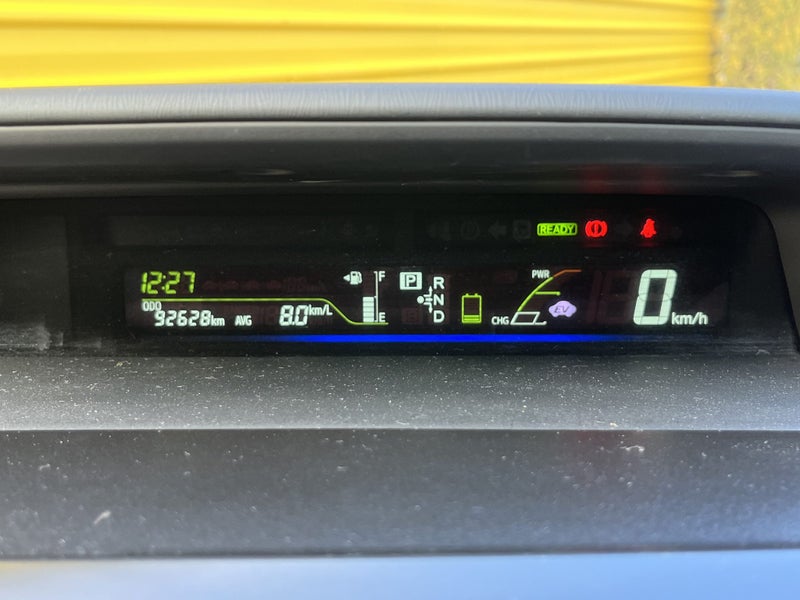 READY
12:27
ODO
92628km AVG 8.0km/L
F
E
P
R
N
D
PWR
CHG
EV
0 km/h